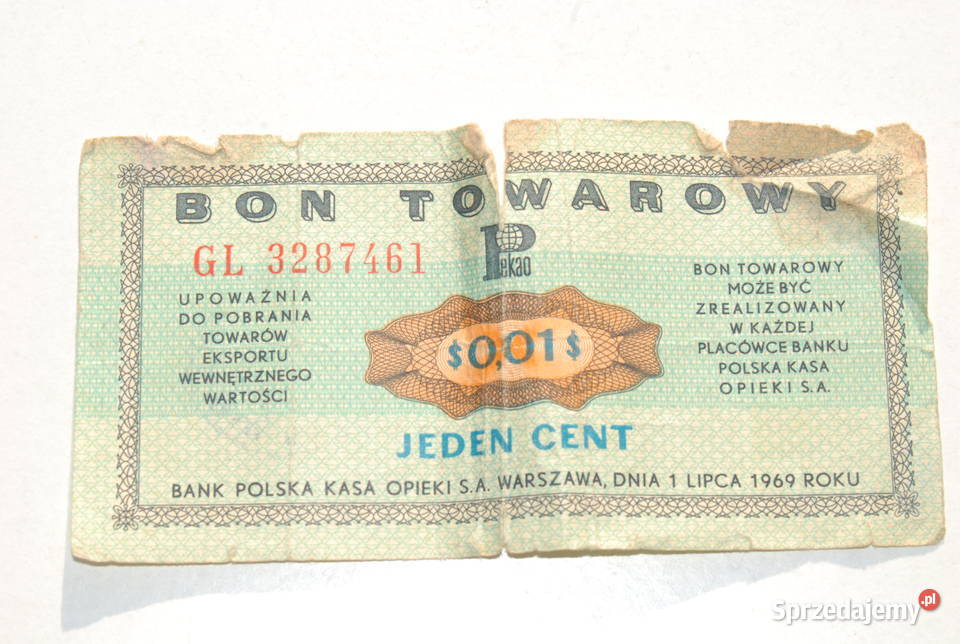 BON TOWAROWY
GL 3287461
Pekao
UPOWAŻNIA
DO POBRANIA
TOWARÓW
EKSPORTU
WEWNĘTRZNEGO
WARTOŚCI
$0,01$
BON TOWAROWY
MOŻE BYĆ
ZREALIZOWANY
W KAŻDEJ
PLACÓWCE BANKU
POLSKA KASA
OPIEKI S.A.
JEDEN CENT
BANK POLSKA KASA OPIEKI S.A. WARSZAWA, DNIA 1 LIPCA 1969 ROKU
Sprzedajemy.pl